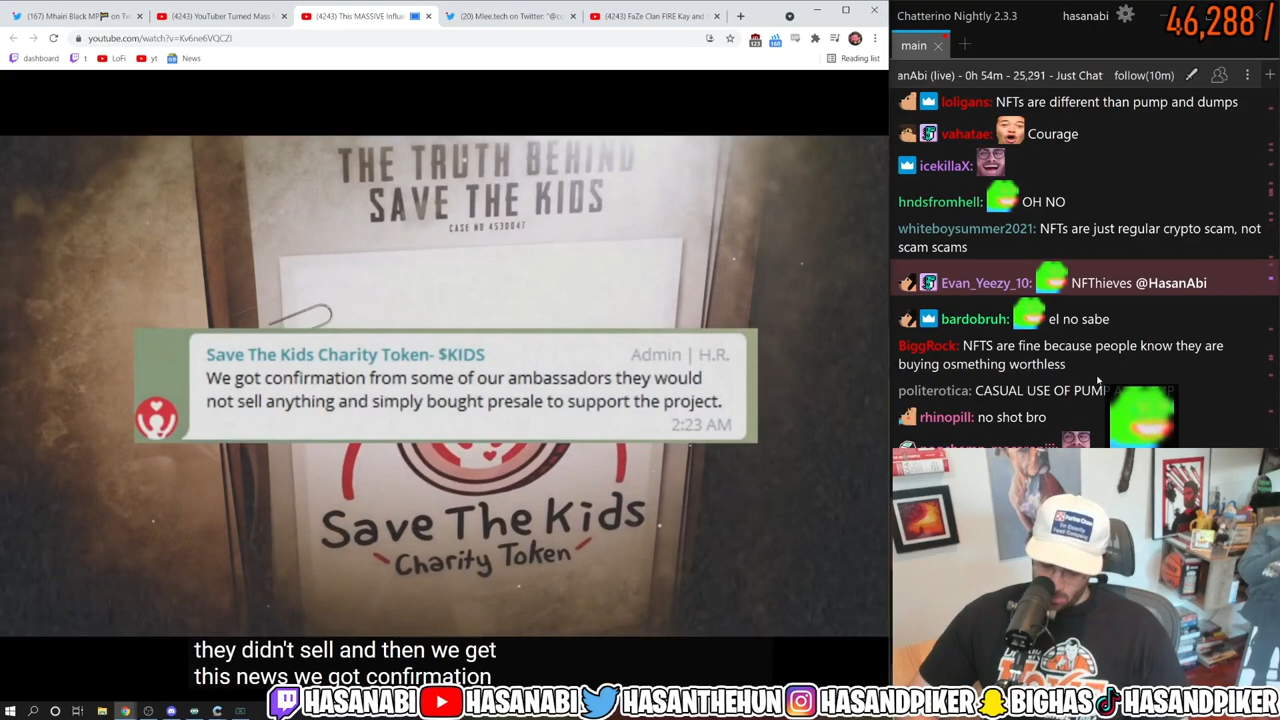 (167) Mhairi Black MP on Tw
(4243) YouTuber Turned Mass M
(4243) This MASSIVE Influe
(20) Mlee.tech on Twitter: "@cc
(4243) FaZe Clan FIRE Kay and S
youtube.com/watch?v=Kv6ne6VQCZI
123
160
dashboard
t
LoFi
yt
News
Reading list
THE TRUTH BEHIND
SAVE THE KIDS
CASE NO 4530047
Save The Kids Charity Token- $KIDS
Admin | H.R.
We got confirmation from some of our ambassadors they would
not sell anything and simply bought presale to support the project.
2:23 AM
Save The Kids
Charity Token
they didn't sell and then we get
this news we got confirmation
Chatterino Nightly 2.3.3
hasanabi
46,288 /
main
anAbi (live) - 0h 54m - 25,291 - Just Chat
follow(10m)
loligans: NFTs are different than pump and dumps
vahatae: Courage
icekillaX:
hndsfromhell: OH NO
whiteboysummer2021: NFTs are just regular crypto scam, not
scam scams
Evan_Yeezy_10: NFThieves @HasanAbi
bardobruh: el no sabe
BiggRock: NFTS are fine because people know they are
buying osmething worthless
politerotica: CASUAL USE OF PUMP
rhinopill: no shot bro
HASANABI
HASANABI
HASANTHEHUN
HASANDPIKER
BIGHAS
HASANDPIKER